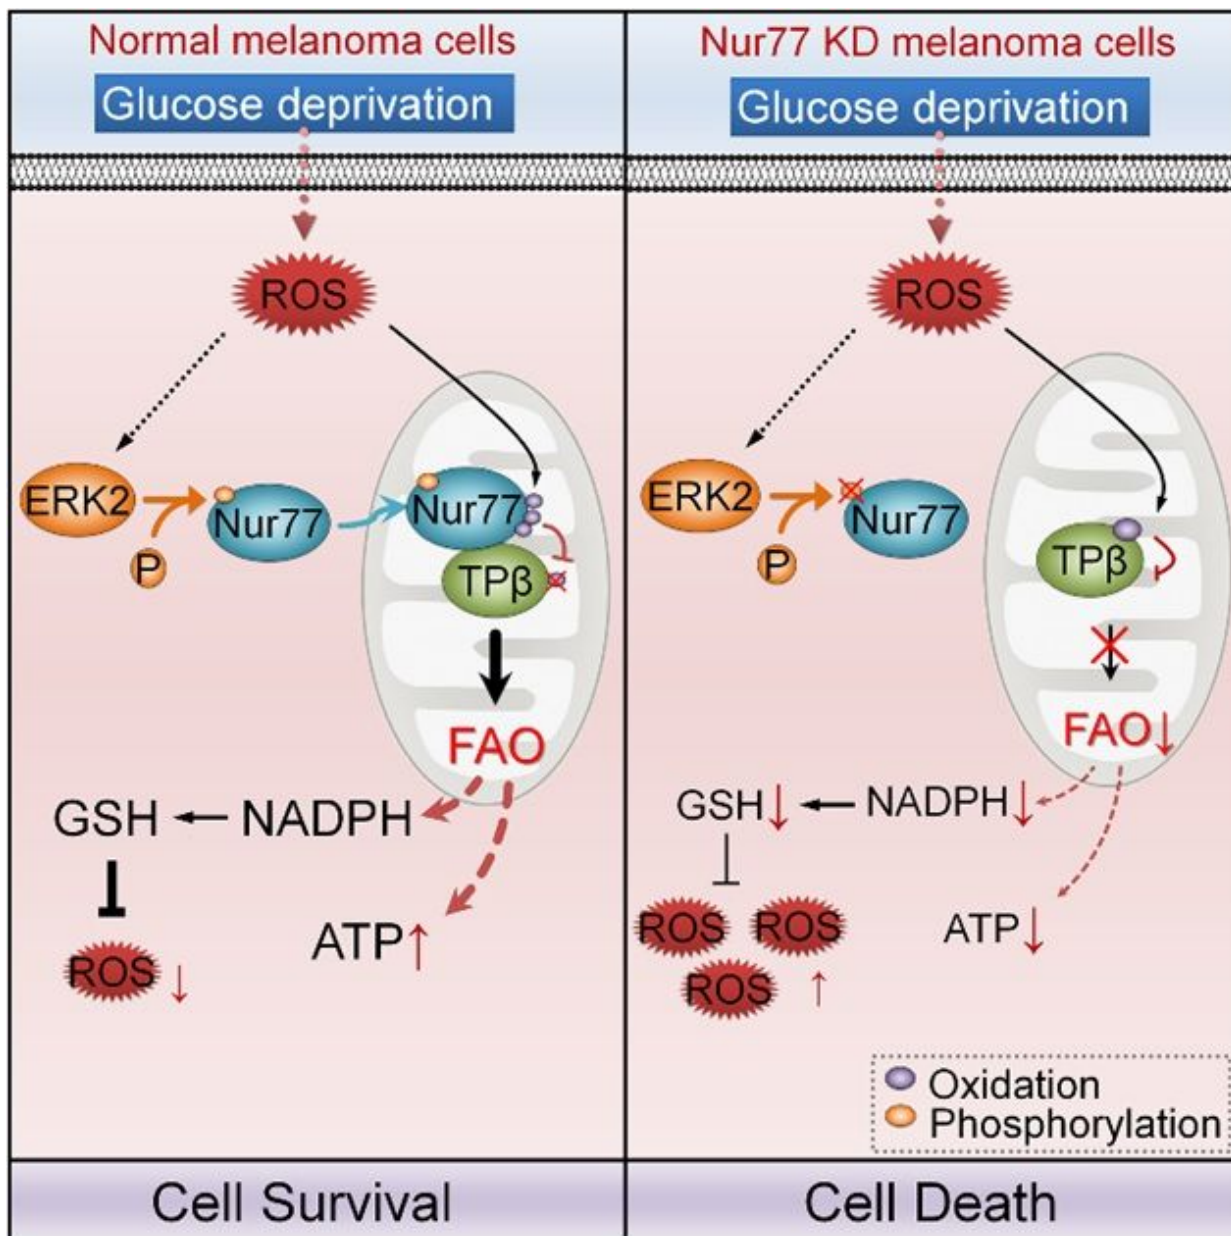 Normal melanoma cells
Glucose deprivation
ROS
ERK2
P
Nur77
Nur77
TPβ
FAO
GSH
NADPH
ATP↑
ROS ↓
Cell Survival
Nur77 KD melanoma cells
Glucose deprivation
ROS
ERK2
P
Nur77
TPβ
FAO↓
GSH↓
NADPH↓
ROS
ROS
ROS ↑
ATP↓
Oxidation
Phosphorylation
Cell Death